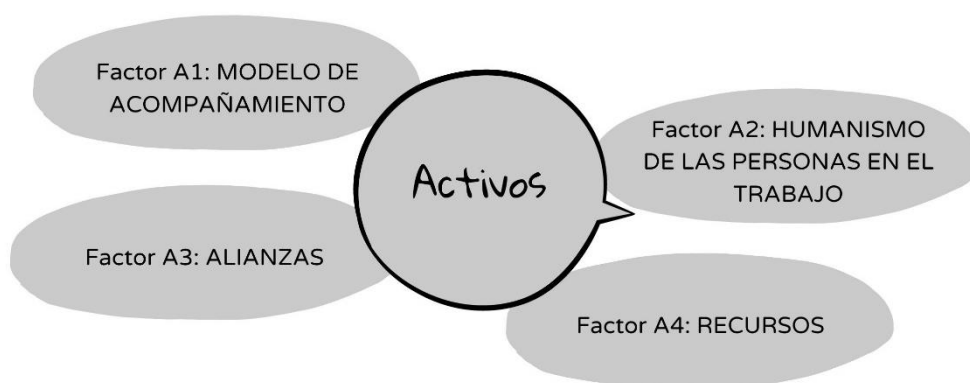 Factor A1: MODELO DE
ACOMPAÑAMIENTO
Activos
Factor A2: HUMANISMO
DE LAS PERSONAS EN EL
TRABAJO
Factor A3: ALIANZAS
Factor A4: RECURSOS